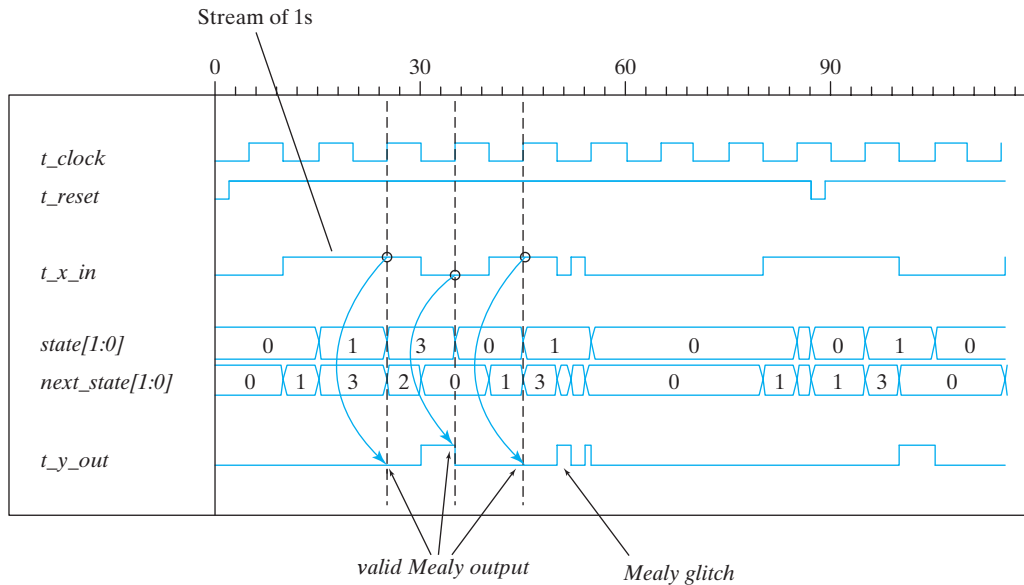 Stream of 1s
0 30 60 90
t_clock
t_reset
t_x_in
state[1:0] 0 1 3 0 1 0 0 1 0
next_state[1:0] 0 1 3 2 0 1 3 0 1 1 3 0
t_y_out
valid Mealy output
Mealy glitch